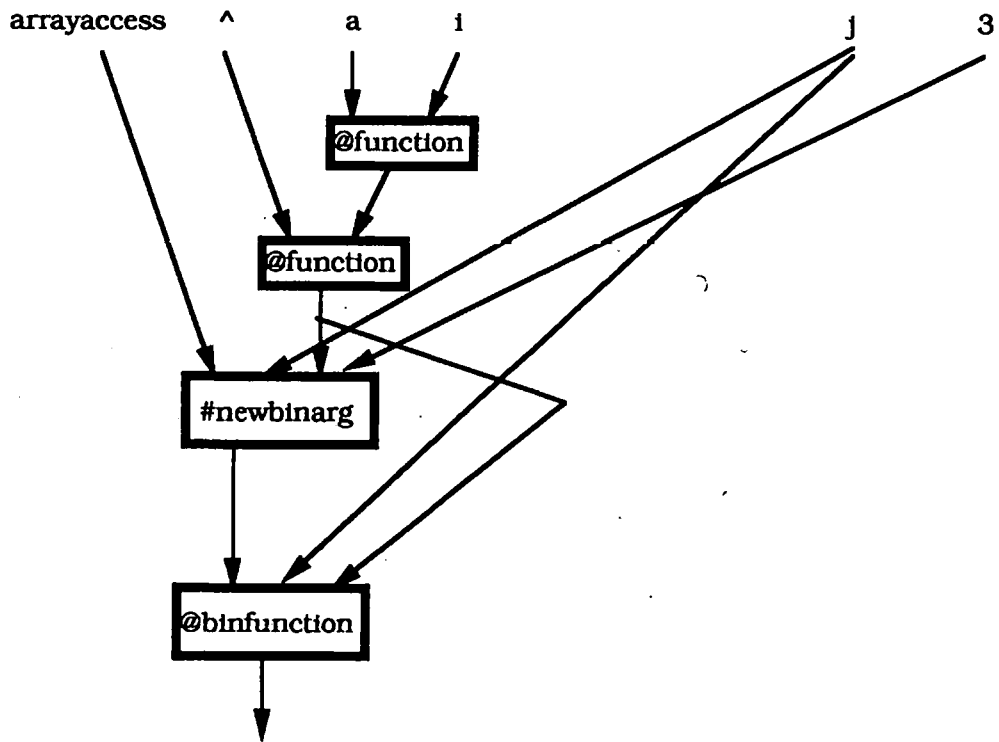 arrayaccess ^ a i j 3
@function
@function
#newbinarg
@binfunction